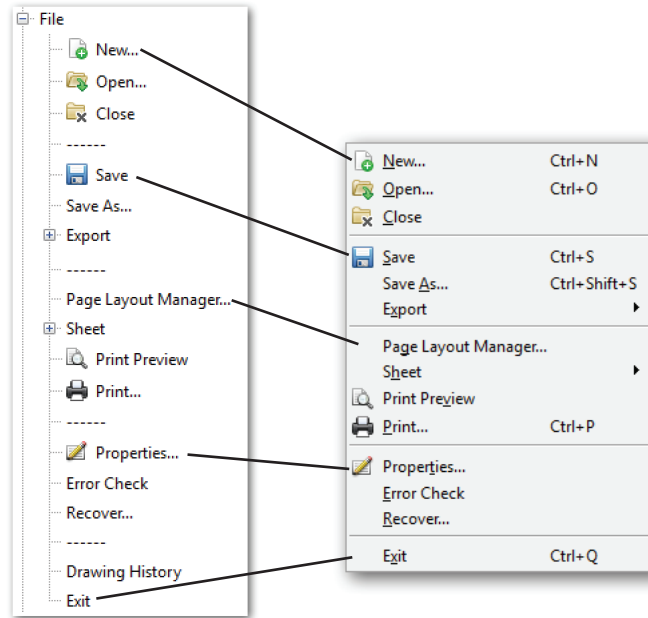 File
New...
Open...
Close
------
Save
Save As...
Export
------
Page Layout Manager...
Sheet
Print Preview
Print...
------
Properties...
Error Check
Recover...
------
Drawing History
Exit
New... Ctrl+N
Open... Ctrl+O
Close
Save Ctrl+S
Save As... Ctrl+Shift+S
Export
Page Layout Manager...
Sheet
Print Preview
Print... Ctrl+P
Properties...
Error Check
Recover...
Exit Ctrl+Q